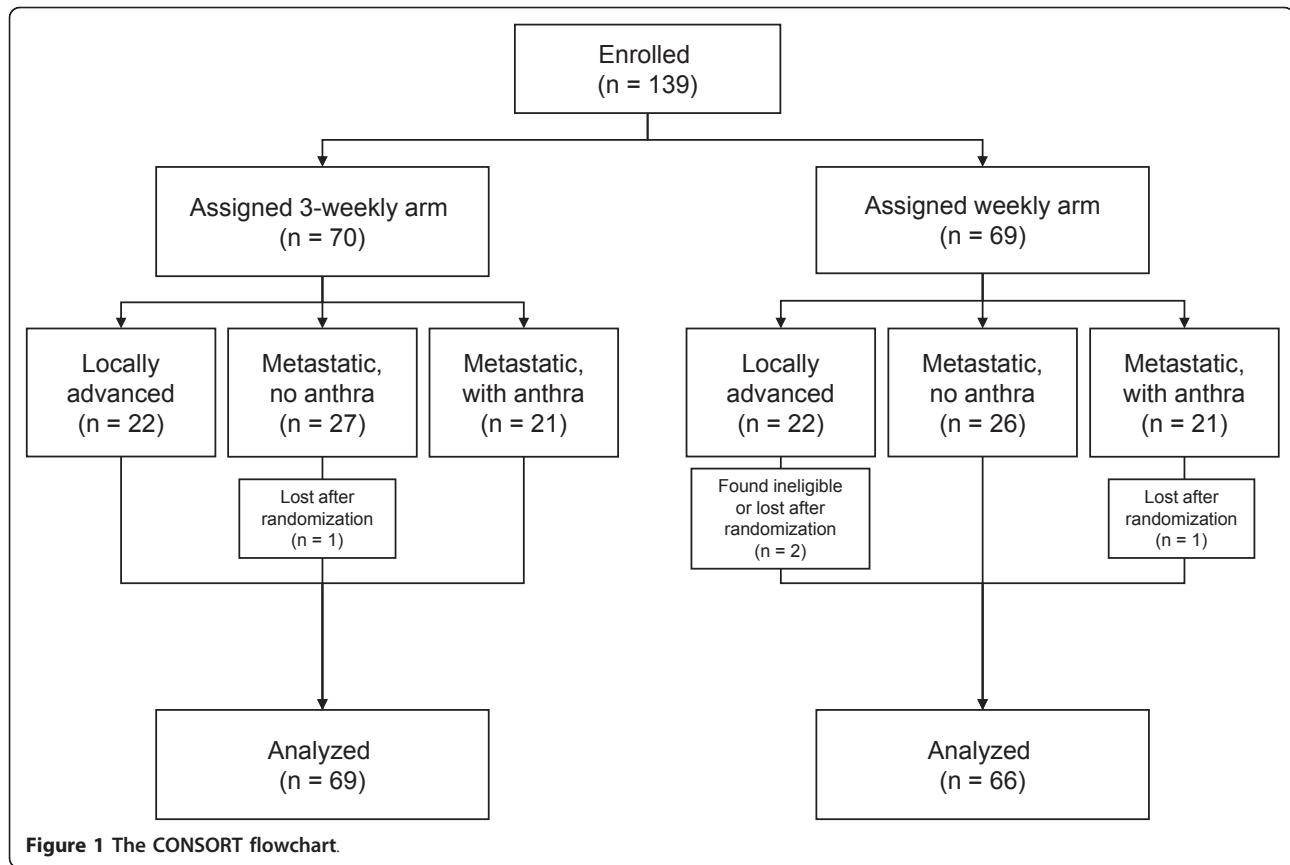 Enrolled
(n = 139)
Assigned 3-weekly arm
(n = 70)
Assigned weekly arm
(n = 69)
Locally
advanced
(n = 22)
Metastatic,
no anthra
(n = 27)
Metastatic,
with anthra
(n = 21)
Locally
advanced
(n = 22)
Metastatic,
no anthra
(n = 26)
Metastatic,
with anthra
(n = 21)
Lost after
randomization
(n = 1)
Found ineligible
or lost after
randomization
(n = 2)
Lost after
randomization
(n = 1)
Analyzed
(n = 69)
Analyzed
(n = 66)
Figure 1 The CONSORT flowchart.